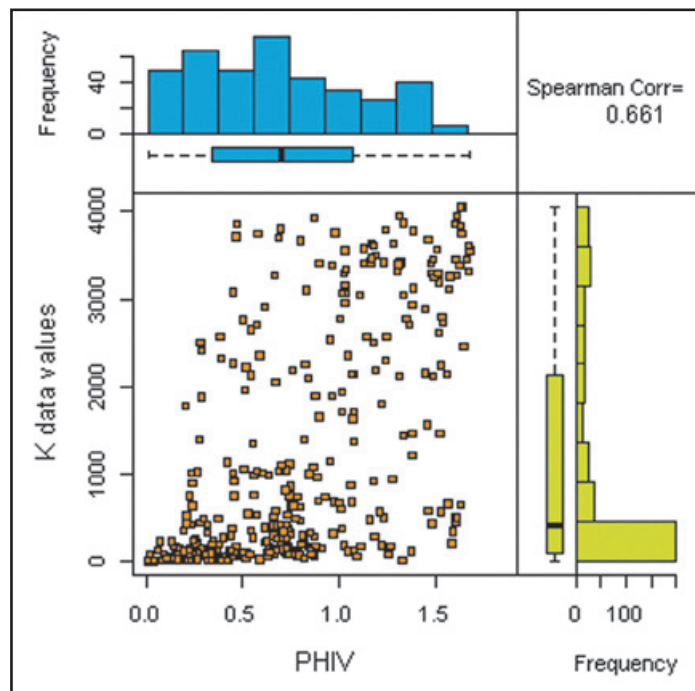 Frequency
40
0
Spearman Corr=
0.661
K data values
4000
3000
2000
1000
0
0.0 0.5 1.0 1.5
PHIV
0 100
Frequency